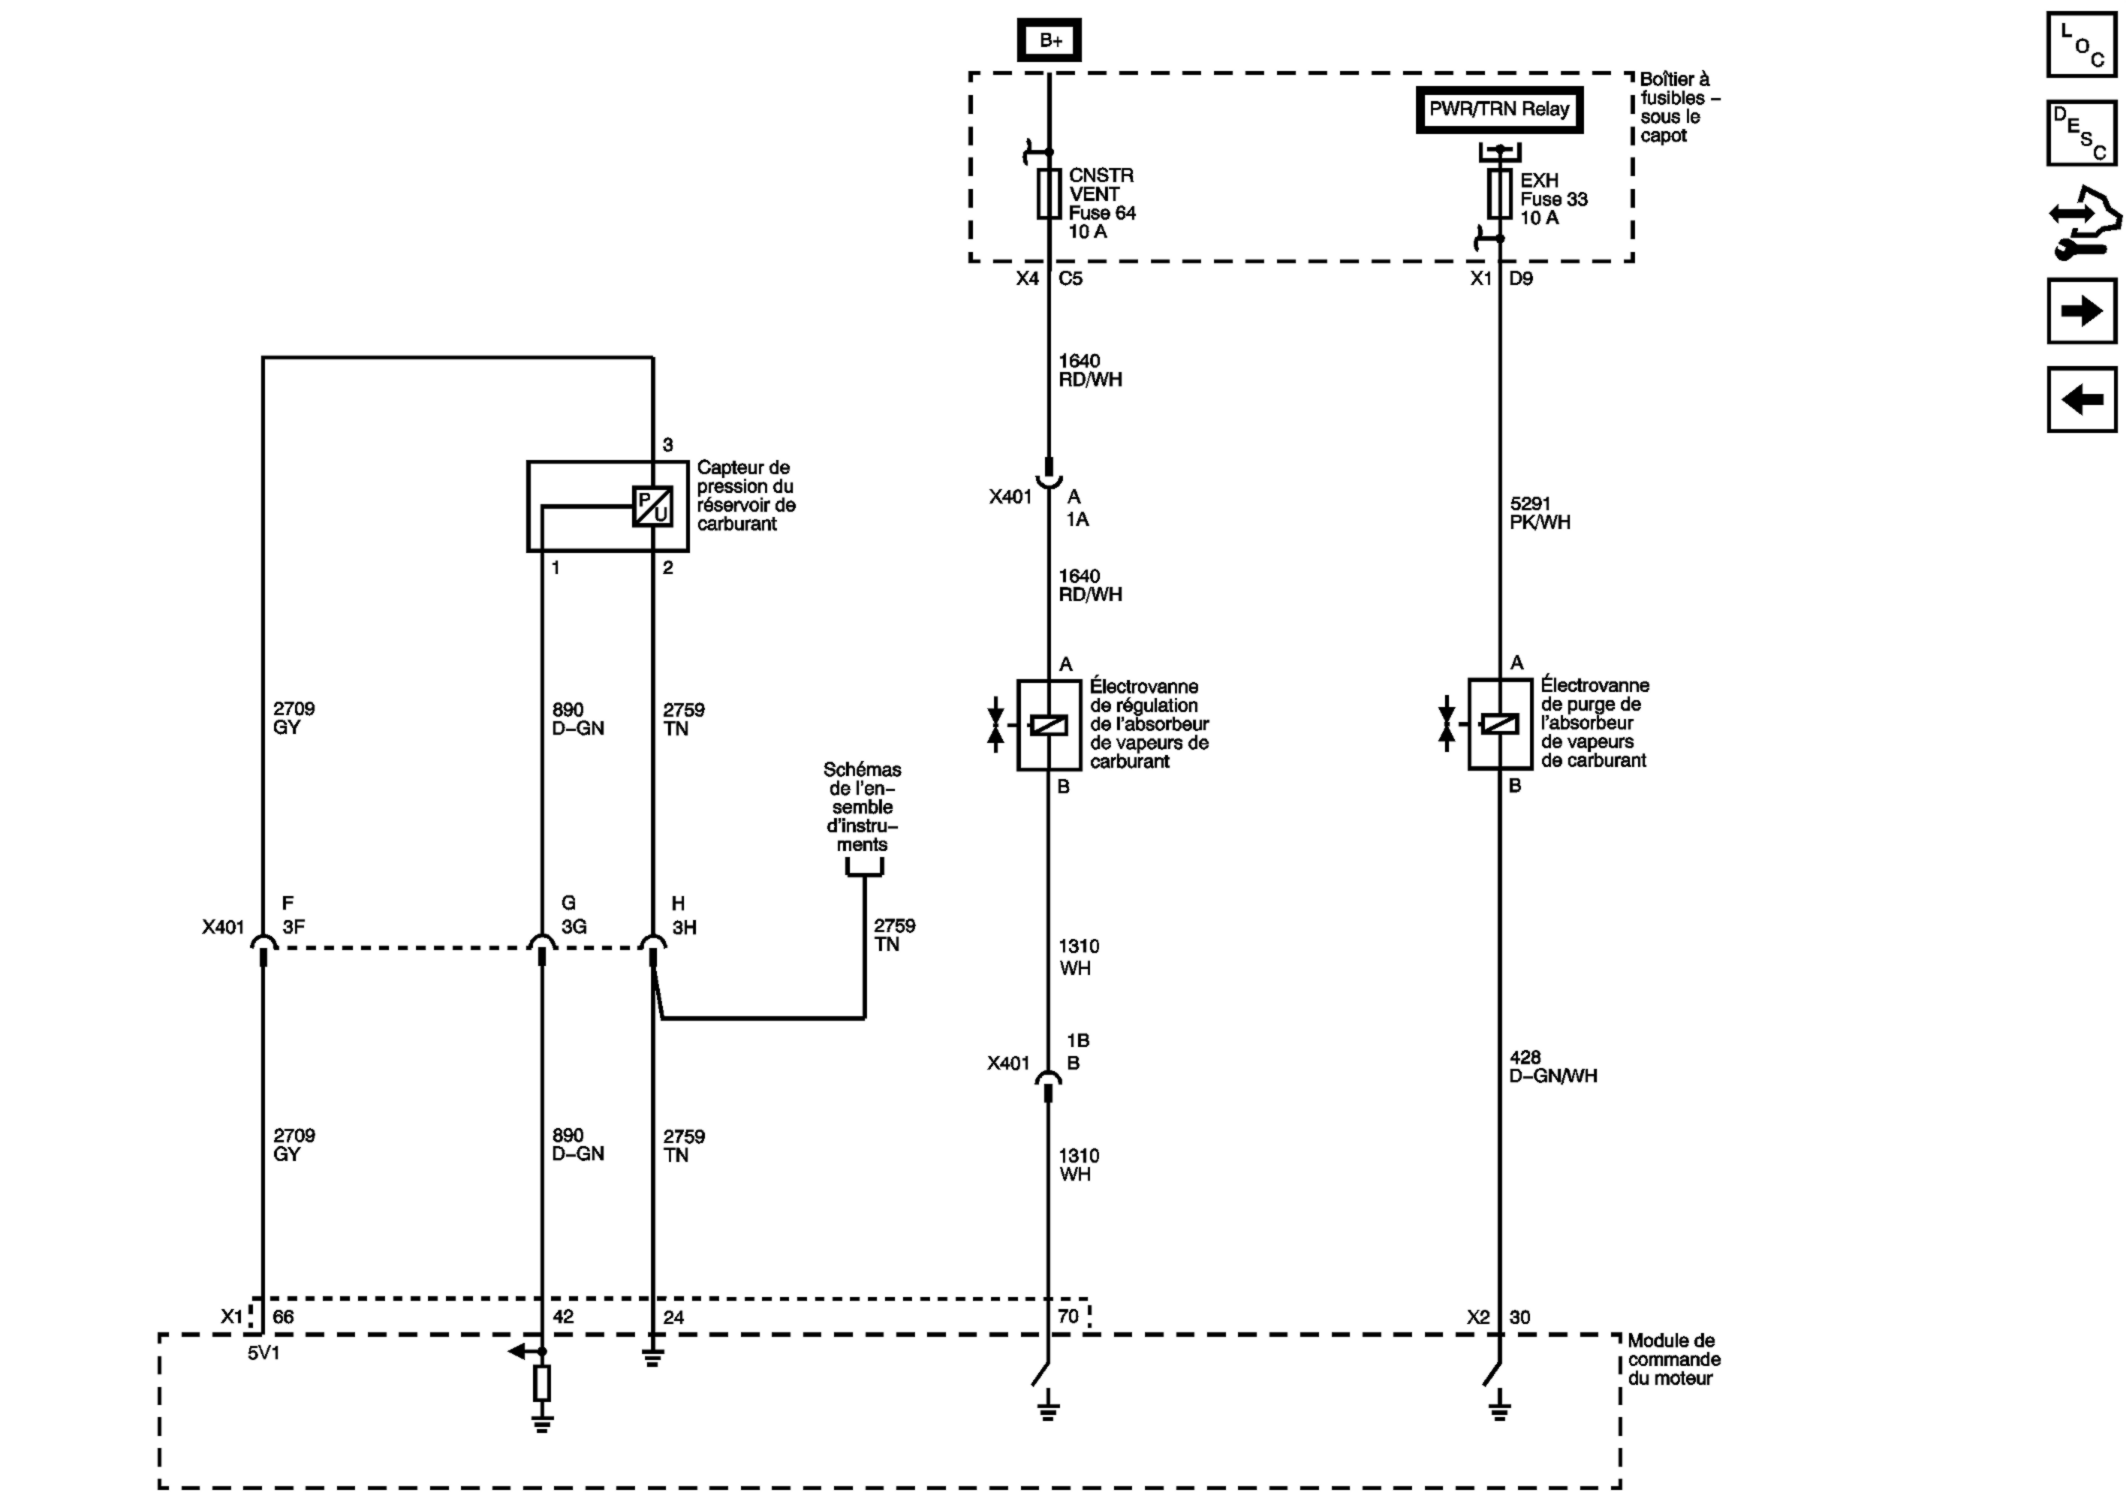 B+
Boîtier à
fusibles –
sous le
capot
PWR/TRN Relay
CNSTR
VENT
Fuse 64
10 A
EXH
Fuse 33
10 A
X4 C5
X1 D9
L
O
C
D
E
S
C
1640
RD/WH
3
Capteur de
pression du
réservoir de
carburant
P
U
1
2
X401 A
1A
5291
PK/WH
1640
RD/WH
A
Électrovanne
de régulation
de l'absorbeur
de vapeurs de
carburant
B
A
Électrovanne
de purge de
l'absorbeur
de vapeurs
de carburant
B
2709
GY
890
D–GN
2759
TN
Schémas
de l'en–
semble
d'instru–
ments
F
X401 3F
G
3G
H
3H
2759
TN
1310
WH
1B
X401 B
428
D–GN/WH
2709
GY
890
D–GN
2759
TN
1310
WH
X1 66
42
24
70
X2 30
5V1
Module de
commande
du moteur